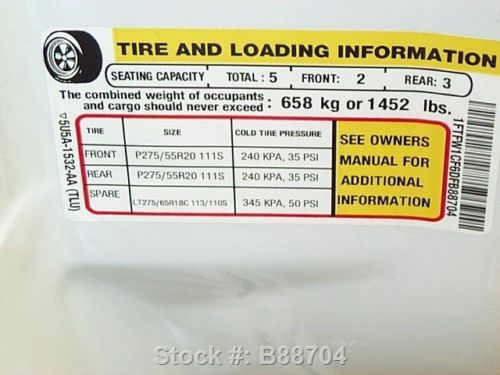 TIRE AND LOADING INFORMATION
SEATING CAPACITY TOTAL : 5 FRONT: 2 REAR: 3
The combined weight of occupants
and cargo should never exceed : 658 kg or 1452 lbs.
TIRE SIZE COLD TIRE PRESSURE
FRONT P275/55R20 111S 240 KPA, 35 PSI
REAR P275/55R20 111S 240 KPA, 35 PSI
SPARE LT275/65R18C 113/110S 345 KPA, 50 PSI
SEE OWNERS
MANUAL FOR
ADDITIONAL
INFORMATION
▽5U5A-1532-AA (TLU)
1FTFW1CF6DFB88704
Stock #: B88704